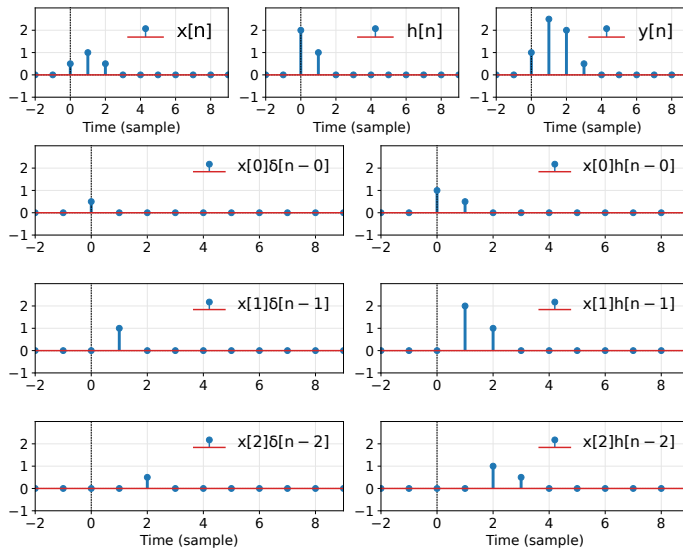 x[n]
h[n]
y[n]
2
1
0
−1
−2 0 2 4 6 8
Time (sample)
2
1
0
−1
−2 0 2 4 6 8
Time (sample)
2
1
0
−1
−2 0 2 4 6 8
Time (sample)
x[0]δ[n − 0]
2
1
0
−1
−2 0 2 4 6 8
x[0]h[n − 0]
2
1
0
−1
−2 0 2 4 6 8
x[1]δ[n − 1]
2
1
0
−1
−2 0 2 4 6 8
x[1]h[n − 1]
2
1
0
−1
−2 0 2 4 6 8
x[2]δ[n − 2]
2
1
0
−1
−2 0 2 4 6 8
Time (sample)
x[2]h[n − 2]
2
1
0
−1
−2 0 2 4 6 8
Time (sample)